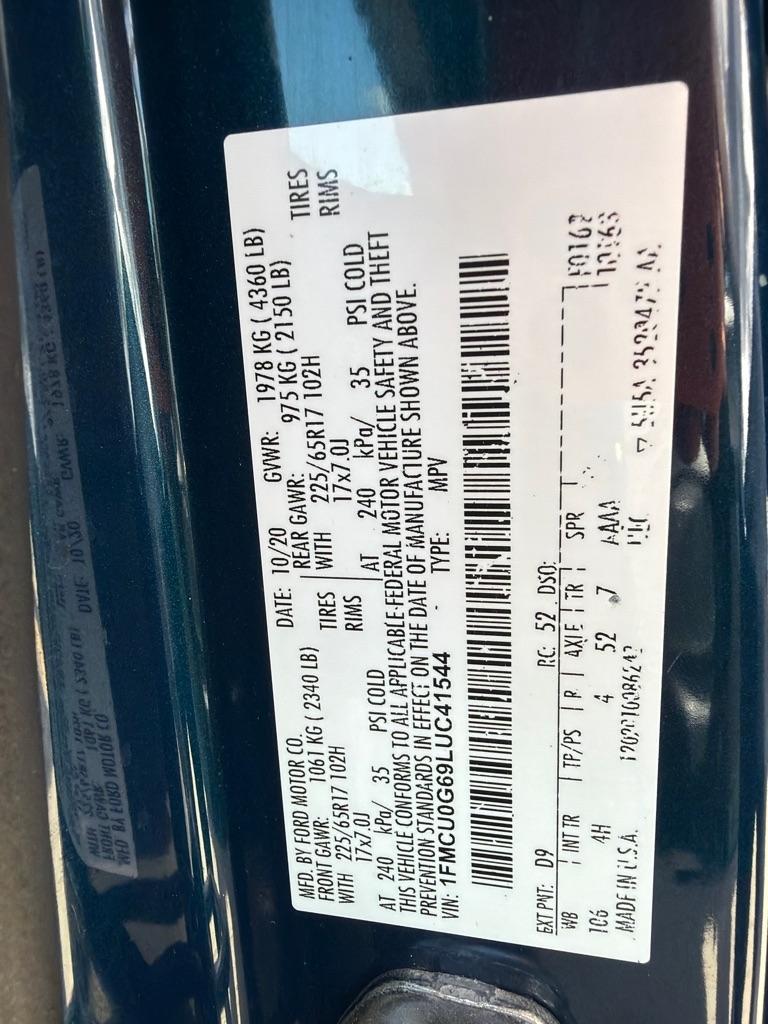 MFD. BY FORD MOTOR CO.
DATE: 10/20 GVWR: 1978 KG ( 4360 LB)
FRONT GAWR: 1061 KG ( 2340 LB) REAR GAWR: 975 KG ( 2150 LB)
WITH 225/65R17 102H TIRES WITH 225/65R17 102H TIRES
17x7.0J RIMS 17x7.0J RIMS
AT 240 kPa/ 35 PSI COLD AT 240 kPa/ 35 PSI COLD
THIS VEHICLE CONFORMS TO ALL APPLICABLE FEDERAL MOTOR VEHICLE SAFETY AND THEFT
PREVENTION STANDARDS IN EFFECT ON THE DATE OF MANUFACTURE SHOWN ABOVE.
VIN: 1FMCU0G69LUC41544 TYPE: MPV
EXT PNT: D9 RC: 52 DSO:
WB INT TR TP/PS R AXLE TR SPR
106 4H 4 52 7 AAAA
MADE IN U.S.A.
F0162